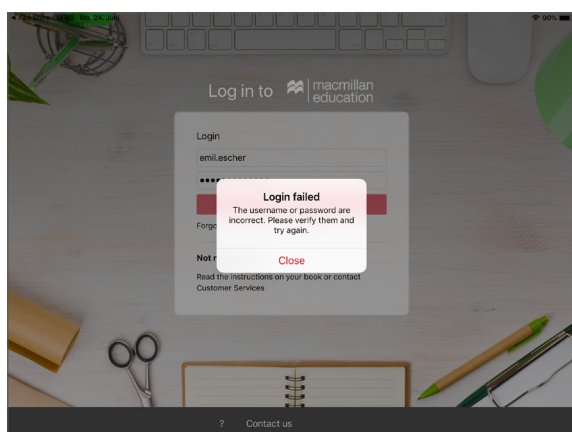 Mo. 24. Juni
90%
Log in to macmillan
education
Login
emil.escher
Login failed
The username or password are
incorrect. Please verify them and
try again.
Forgo
Close
Not r
Read the instructions on your book or contact
Customer Services
? Contact us